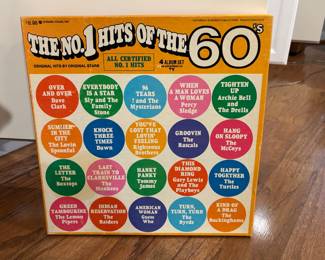 THE NO.1 HITS OF THE 60's
ORIGINAL HITS BY ORIGINAL STARS
ALL CERTIFIED
NO. 1 HITS
4 ALBUM SET
OVER AND
OVER
Dave
Clark
EVERYBODY
IS A STAR
Sly and The
Family
Stone
96
TEARS
? and The
Mysterians
WHEN A
MAN LOVES
A WOMAN
Percy
Sledge
TIGHTEN
UP
Archie Bell
and The
Drells
SUMMER
IN THE
CITY
The Lovin
Spoonful
KNOCK
THREE
TIMES
Dawn
YOU'VE
LOST THAT
LOVIN'
FEELING
Righteous
Brothers
GROOVIN
The
Rascals
HANG
ON SLOOPY
The
McCoys
THE
LETTER
The
Boxtops
LAST
TRAIN TO
CLARKSVILLE
The
Monkees
HANKY
PANKY
Tommy
James
THIS
DIAMOND
RING
Gary Lewis
and The
Playboys
HAPPY
TOGETHER
The
Turtles
GREEN
TAMBOURINE
The Lemon
Pipers
INDIAN
RESERVATION
The
Raiders
AMERICAN
WOMAN
Guess
Who
TURN, TURN,
TURN
The
Byrds
KIND OF
A DRAG
The
Buckinghams